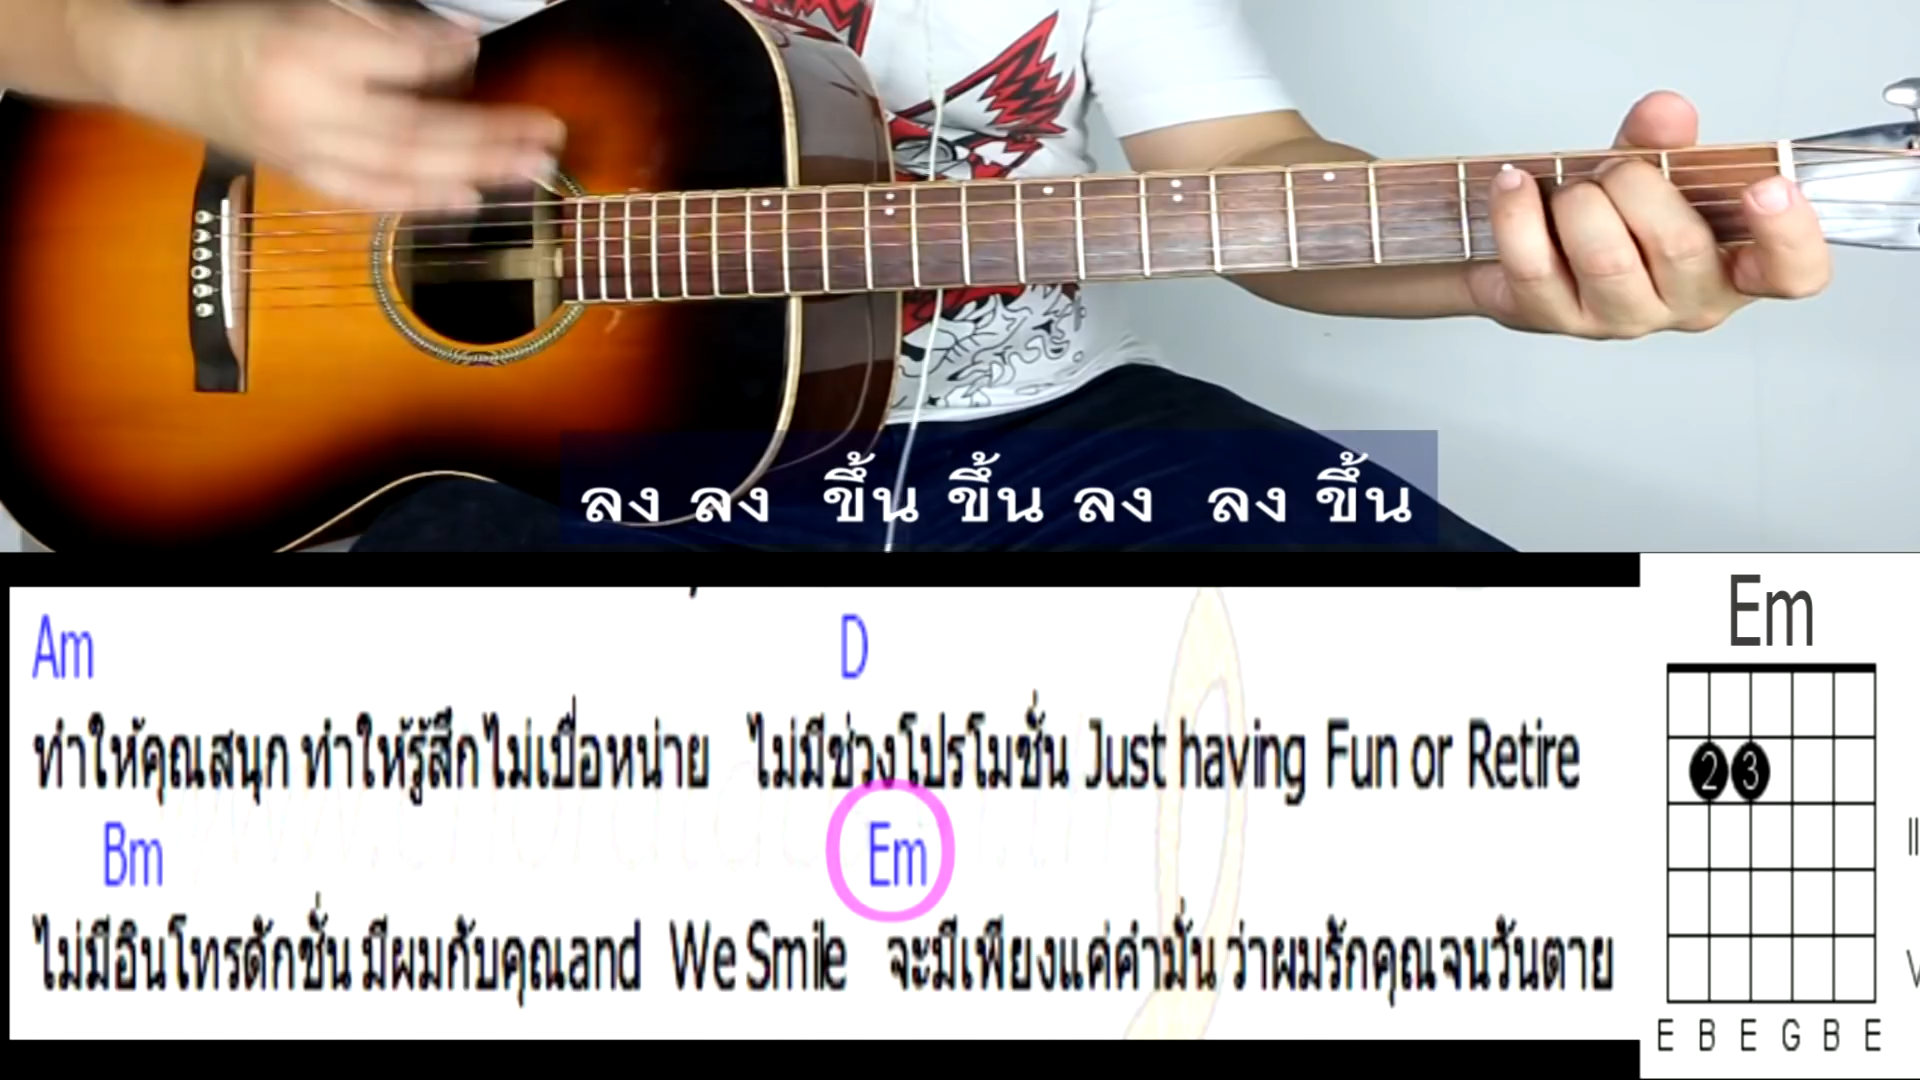 ลง ลง ขึ้น ขึ้น ลง ลง ขึ้น
Am D
ทำให้คุณสนุก ทำให้รู้สึกไม่เบื่อหน่าย ไม่มีช่วงโปรโมชั่น Just having Fun or Retire
Bm Em
ไม่มีอินโทรดักชั่น มีผมกับคุณand We Smile จะมีเพียงแค่คำมั่น ว่าผมรักคุณจนวันตาย
Em
2 3
E B E G B E